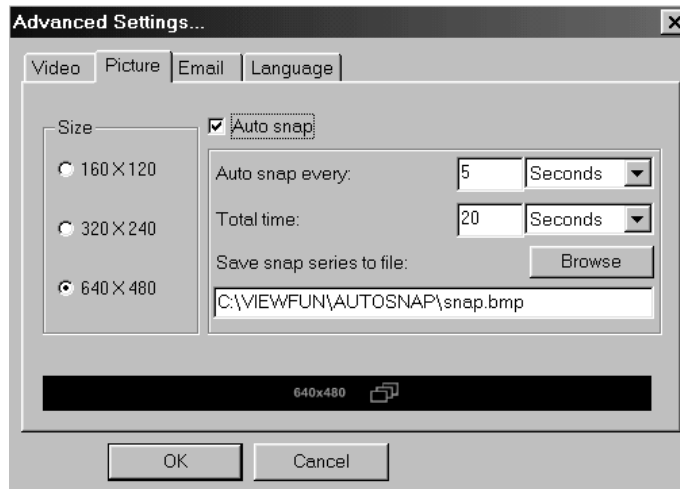 Advanced Settings...
Video Picture Email Language
Size
160×120
320×240
640×480
Auto snap
Auto snap every: 5 Seconds
Total time: 20 Seconds
Save snap series to file: Browse
C:\VIEWFUN\AUTOSNAP\snap.bmp
640x480
OK Cancel